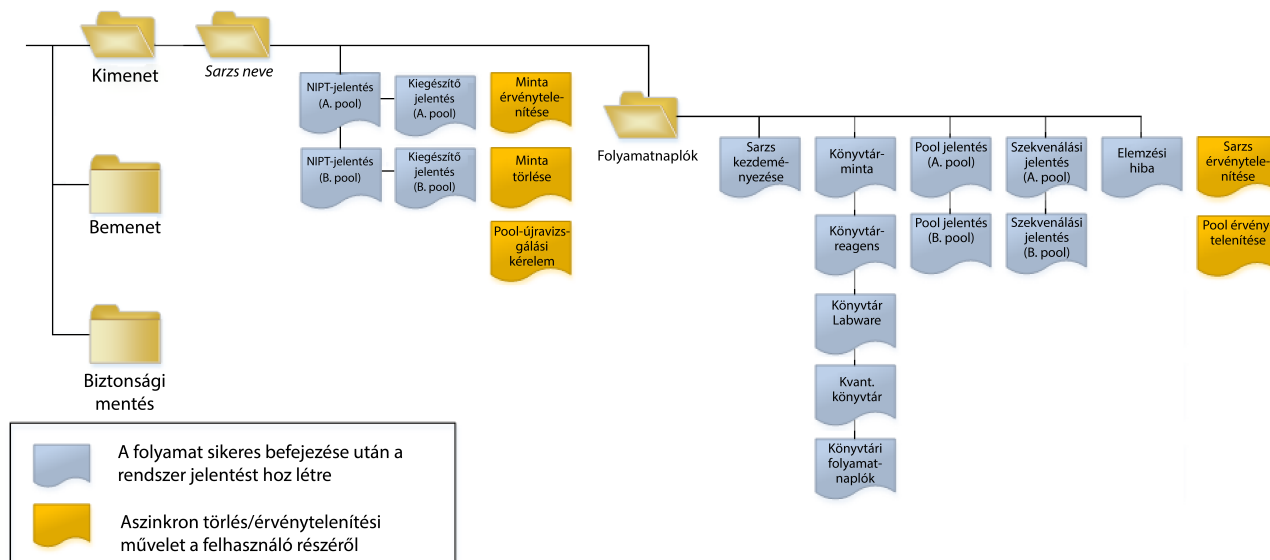 Kimenet
Sarzs neve
NIPT-jelentés
(A. pool)
Kiegészítő
jelentés
(A. pool)
Minta
érvénytele-
nítése
NIPT-jelentés
(B. pool)
Kiegészítő
jelentés
(B. pool)
Minta
törlése
Pool-újravizs-
gálási
kérelem
Folyamatnaplók
Sarzs
kezdemé-
nyezése
Könyvtár-
minta
Pool jelentés
(A. pool)
Szekvenálási
jelentés
(A. pool)
Elemzési
hiba
Sarzs
érvénytele-
nítése
Könyvtár-
reagens
Pool jelentés
(B. pool)
Szekvenálási
jelentés
(B. pool)
Pool érvény-
telenítése
Könyvtár
Labware
Kvant.
könyvtár
Könyvtári
folyamat-
naplók
Bemenet
Biztonsági
mentés
A folyamat sikeres befejezése után a
rendszer jelentést hoz létre
Aszinkron törlés/érvénytelenítési
művelet a felhasználó részéről